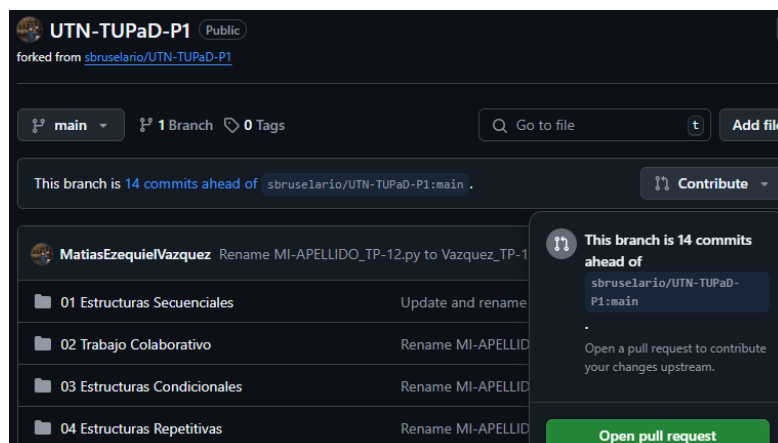 UTN-TUPaD-P1 Public
forked from sbruselario/UTN-TUPaD-P1
main 1 Branch 0 Tags Go to file t Add file
This branch is 14 commits ahead of sbruselario/UTN-TUPaD-P1:main . Contribute
MatiasEzequielVazquez Rename MI-APELLIDO_TP-12.py to Vazquez_TP-1
01 Estructuras Secuenciales Update and rename
02 Trabajo Colaborativo Rename MI-APELLID
03 Estructuras Condicionales Rename MI-APELLID
04 Estructuras Repetitivas Rename MI-APELLID
This branch is 14 commits
ahead of
sbruselario/UTN-TUPaD-
P1:main
.
Open a pull request to contribute
your changes upstream.
Open pull request